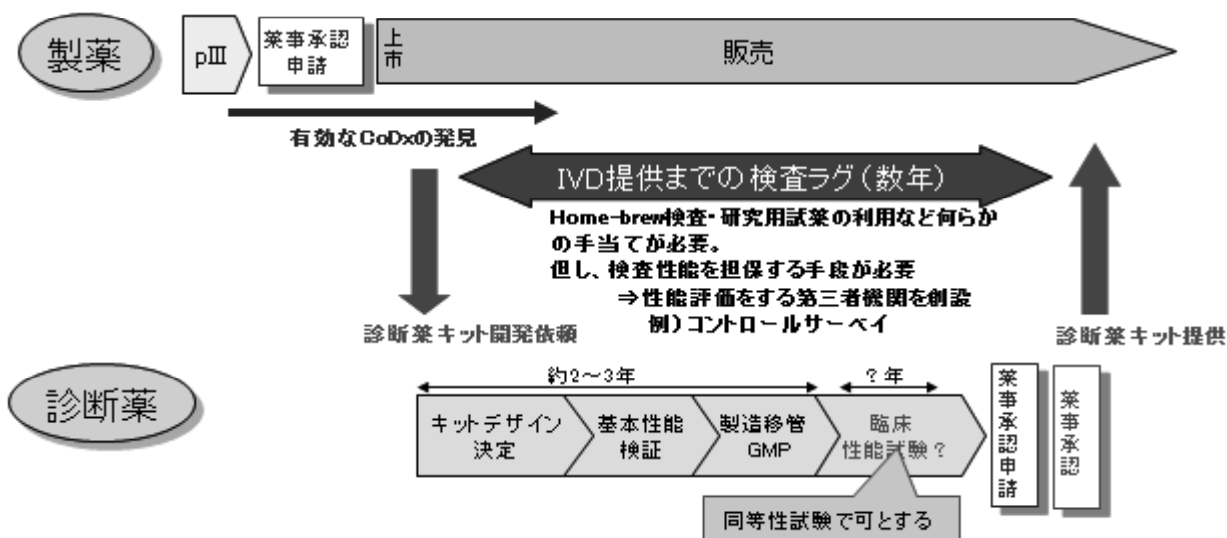 製薬
pⅢ
薬事承認
申請
上
市
販売
有効なCoDxの発見
IVD提供までの検査ラグ(数年)
Home-brew検査・研究用試薬の利用など何らか
の手当てが必要。
但し、検査性能を担保する手段が必要
⇒性能評価をする第三者機関を創設
例)コントロールサーベイ
診断薬キット開発依頼
診断薬キット提供
診断薬
約2~3年
?年
キットデザイン
決定
基本性能
検証
製造移管
GMP
臨床
性能試験?
薬事承認申請
薬事承認
同等性試験で可とする